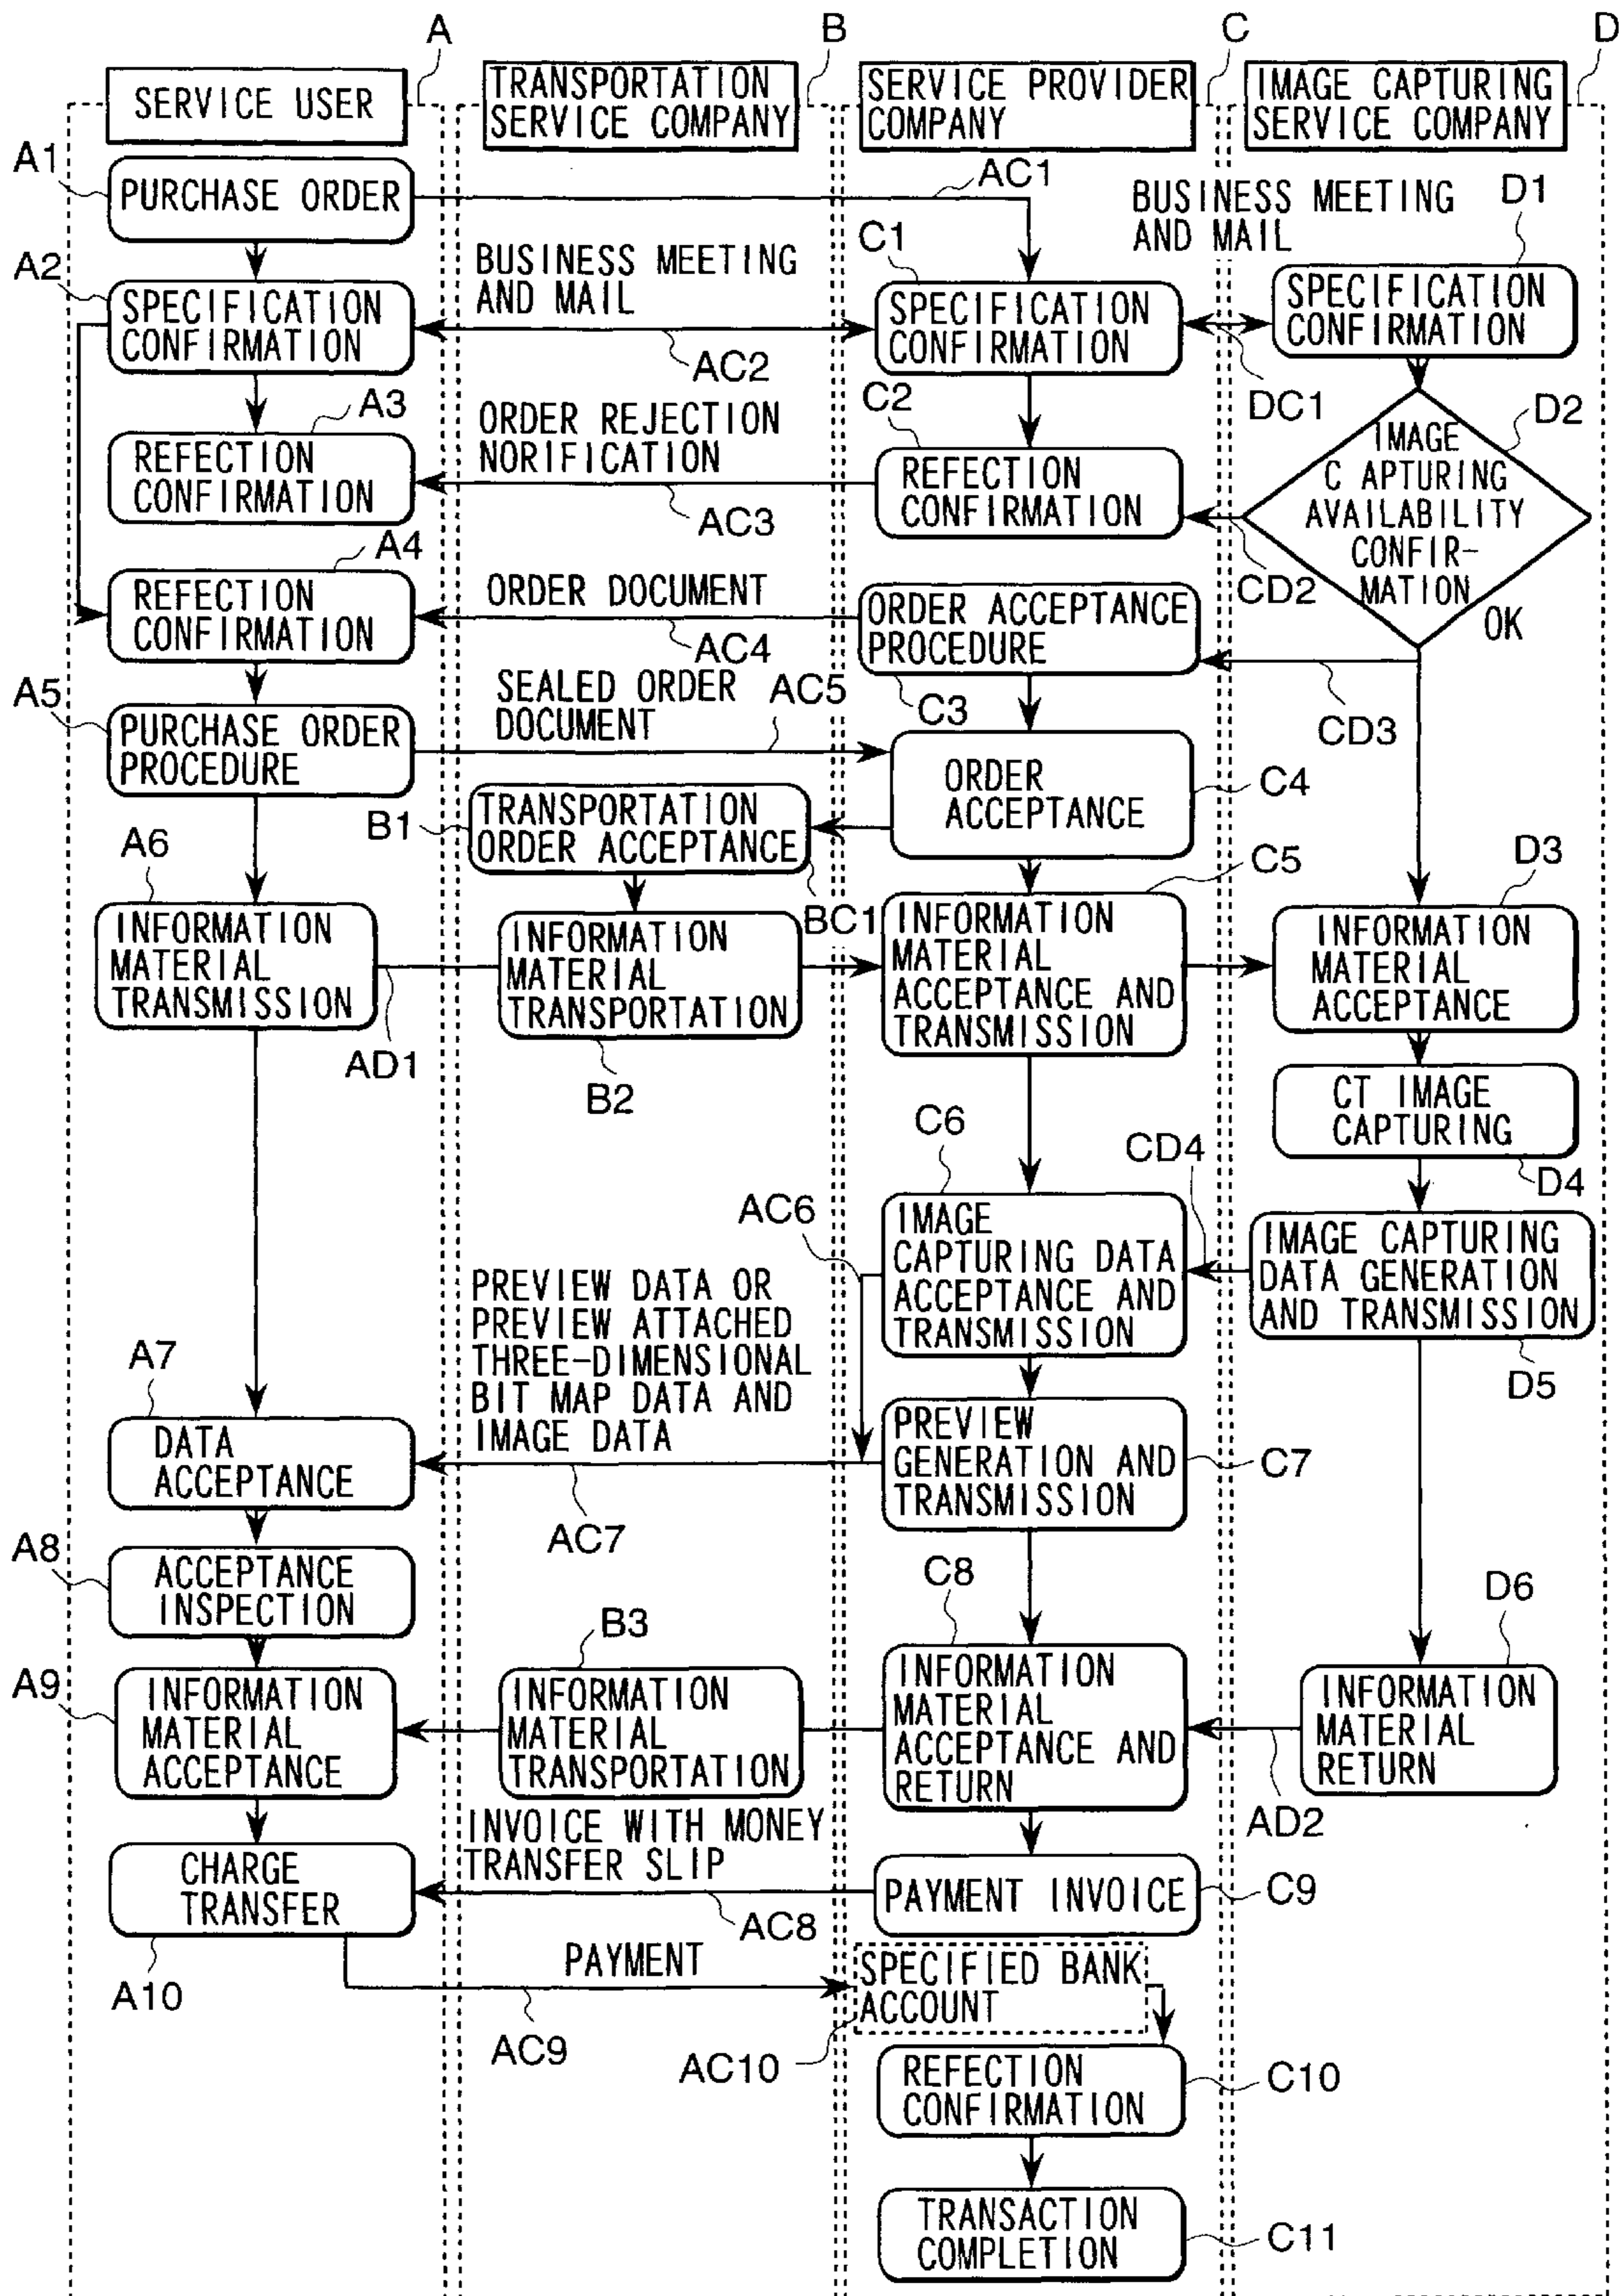 A
B
C
D
SERVICE USER
TRANSPORTATION
SERVICE COMPANY
SERVICE PROVIDER
COMPANY
IMAGE CAPTURING
SERVICE COMPANY
A1
PURCHASE ORDER
AC1
BUSINESS MEETING
AND MAIL
D1
A2
SPECIFICATION
CONFIRMATION
BUSINESS MEETING
AND MAIL
AC2
C1
SPECIFICATION
CONFIRMATION
SPECIFICATION
CONFIRMATION
DC1
A3
REFECTION
CONFIRMATION
ORDER REJECTION
NORIFICATION
AC3
C2
REFECTION
CONFIRMATION
D2
IMAGE
C APTURING
AVAILABILITY
CONFIR-
MATION
CD2
OK
A4
REFECTION
CONFIRMATION
ORDER DOCUMENT
AC4
ORDER ACCEPTANCE
PROCEDURE
C3
CD3
A5
PURCHASE ORDER
PROCEDURE
SEALED ORDER
DOCUMENT
AC5
ORDER
ACCEPTANCE
C4
B1
TRANSPORTATION
ORDER ACCEPTANCE
BC1
A6
INFORMATION
MATERIAL
TRANSMISSION
AD1
INFORMATION
MATERIAL
TRANSPORTATION
B2
C5
INFORMATION
MATERIAL
ACCEPTANCE AND
TRANSMISSION
D3
INFORMATION
MATERIAL
ACCEPTANCE
CT IMAGE
CAPTURING
D4
C6
CD4
AC6
IMAGE
CAPTURING DATA
ACCEPTANCE AND
TRANSMISSION
IMAGE CAPTURING
DATA GENERATION
AND TRANSMISSION
D5
PREVIEW DATA OR
PREVIEW ATTACHED
THREE-DIMENSIONAL
BIT MAP DATA AND
IMAGE DATA
A7
DATA
ACCEPTANCE
AC7
PREVIEW
GENERATION AND
TRANSMISSION
C7
A8
ACCEPTANCE
INSPECTION
A9
INFORMATION
MATERIAL
ACCEPTANCE
B3
INFORMATION
MATERIAL
TRANSPORTATION
C8
INFORMATION
MATERIAL
ACCEPTANCE AND
RETURN
D6
INFORMATION
MATERIAL
RETURN
AD2
INVOICE WITH MONEY
TRANSFER SLIP
CHARGE
TRANSFER
A10
AC8
PAYMENT INVOICE
C9
PAYMENT
AC9
SPECIFIED BANK
ACCOUNT
AC10
REFECTION
CONFIRMATION
C10
TRANSACTION
COMPLETION
C11